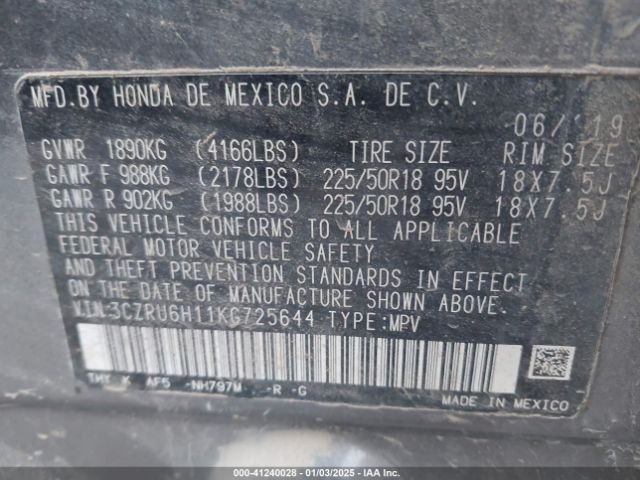 MFD.BY HONDA DE MEXICO S.A. DE C.V.
06/ 19
GVWR 1890KG (4166LBS) TIRE SIZE RIM SIZE
GAWR F 988KG (2178LBS) 225/50R18 95V 18X7.5J
GAWR R 902KG (1988LBS) 225/50R18 95V 18X7.5J
THIS VEHICLE CONFORMS TO ALL APPLICABLE
FEDERAL MOTOR VEHICLE SAFETY
AND THEFT PREVENTION STANDARDS IN EFFECT
ON THE DATE OF MANUFACTURE SHOWN ABOVE.
VIN:3CZRU6H11KG725644 TYPE:MPV
K AF5 -NH797M -R -G
MADE IN MEXICO
000-41240028 - 01/03/2025 - IAA Inc.